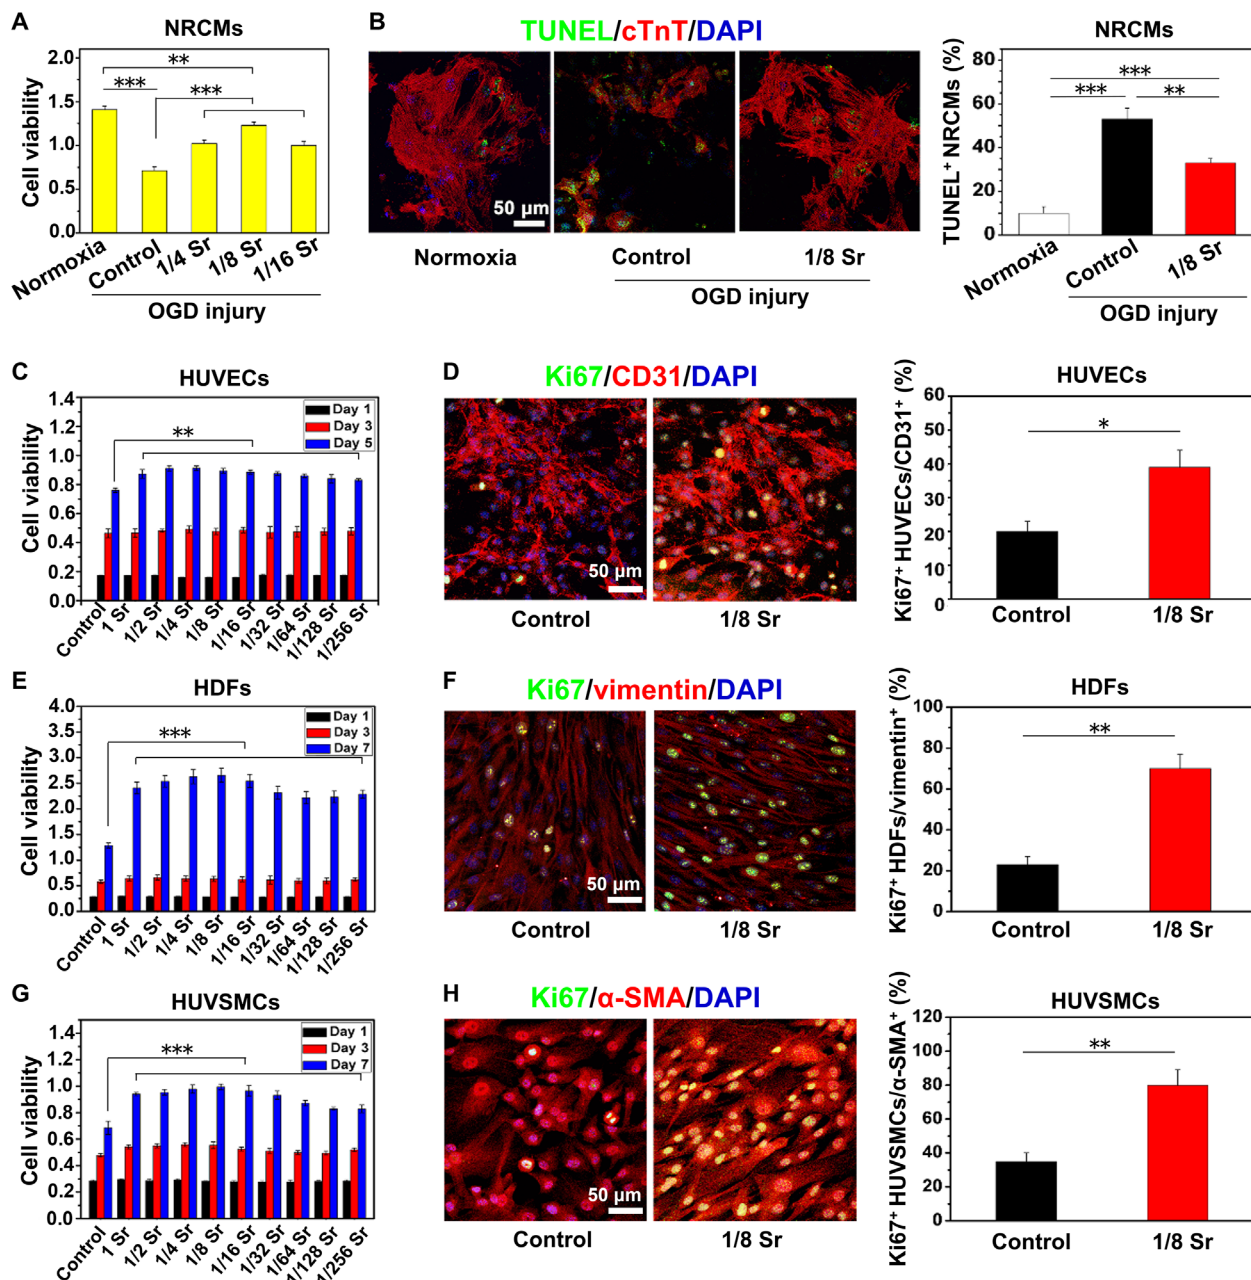 A
NRCMs
Cell viability
2.0
1.5
1.0
0.5
0.0
**
***
***
Normoxia
Control
1/4 Sr
1/8 Sr
1/16 Sr
OGD injury
B
TUNEL/cTnT/DAPI
50 µm
Normoxia
Control
1/8 Sr
OGD injury
NRCMs
TUNEL⁺ NRCMs (%)
80
60
40
20
0
***
***
**
Normoxia
Control
1/8 Sr
OGD injury
C
HUVECs
Cell viability
1.4
1.2
1.0
0.8
0.6
0.4
0.2
0.0
Day 1
Day 3
Day 5
**
Control
1 Sr
1/2 Sr
1/4 Sr
1/8 Sr
1/16 Sr
1/32 Sr
1/64 Sr
1/128 Sr
1/256 Sr
D
Ki67/CD31/DAPI
50 µm
Control
1/8 Sr
HUVECs
Ki67⁺ HUVECs/CD31⁺ (%)
60
50
40
30
20
10
0
*
Control
1/8 Sr
E
HDFs
Cell viability
4.0
3.5
3.0
2.5
2.0
1.5
1.0
0.5
0.0
Day 1
Day 3
Day 7
***
Control
1 Sr
1/2 Sr
1/4 Sr
1/8 Sr
1/16 Sr
1/32 Sr
1/64 Sr
1/128 Sr
1/256 Sr
F
Ki67/vimentin/DAPI
50 µm
Control
1/8 Sr
HDFs
Ki67⁺ HDFs/vimentin⁺ (%)
100
80
60
40
20
0
**
Control
1/8 Sr
G
HUVSMCs
Cell viability
1.4
1.2
1.0
0.8
0.6
0.4
0.2
0.0
Day 1
Day 3
Day 7
***
Control
1 Sr
1/2 Sr
1/4 Sr
1/8 Sr
1/16 Sr
1/32 Sr
1/64 Sr
1/128 Sr
1/256 Sr
H
Ki67/α-SMA/DAPI
50 µm
Control
1/8 Sr
HUVSMCs
Ki67⁺ HUVSMCs/α-SMA⁺ (%)
120
100
80
60
40
20
0
**
Control
1/8 Sr